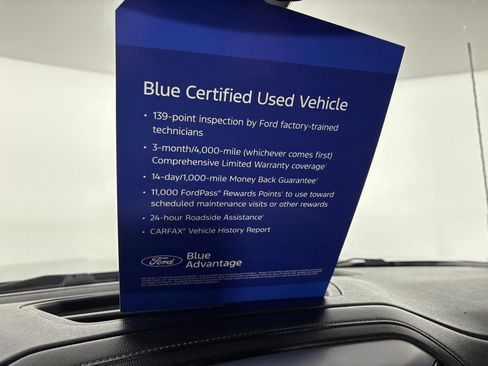 Blue Certified Used Vehicle
• 139-point inspection by Ford factory-trained
technicians
• 3-month/4,000-mile (whichever comes first)
Comprehensive Limited Warranty coverage
• 14-day/1,000-mile Money Back Guarantee
• 11,000 FordPass® Rewards Points to use toward
scheduled maintenance visits or other rewards
• 24-hour Roadside Assistance
• CARFAX® Vehicle History Report
Ford
Blue
Advantage